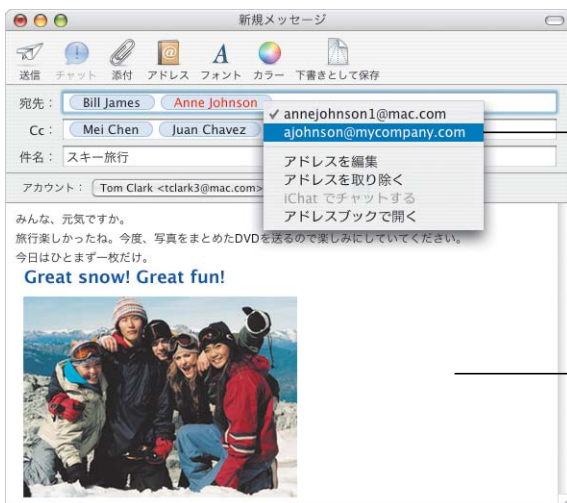 新規メッセージ
送信 チャット 添付 アドレス フォント カラー 下書きとして保存
宛先： Bill James Anne Johnson
✓ annejohnson1@mac.com
Cc： Mei Chen Juan Chavez
ajohnson@mycompany.com
件名： スキー旅行
アドレスを編集
アドレスを取り除く
iChat でチャットする
アドレスブックで開く
アカウント： Tom Clark <tclark3@mac.com>
みんな、元気ですか。
旅行楽しかったね。今度、写真をまとめたDVDを送るので楽しみにしていてください。
今日はひとまず一枚だけ。
Great snow! Great fun!